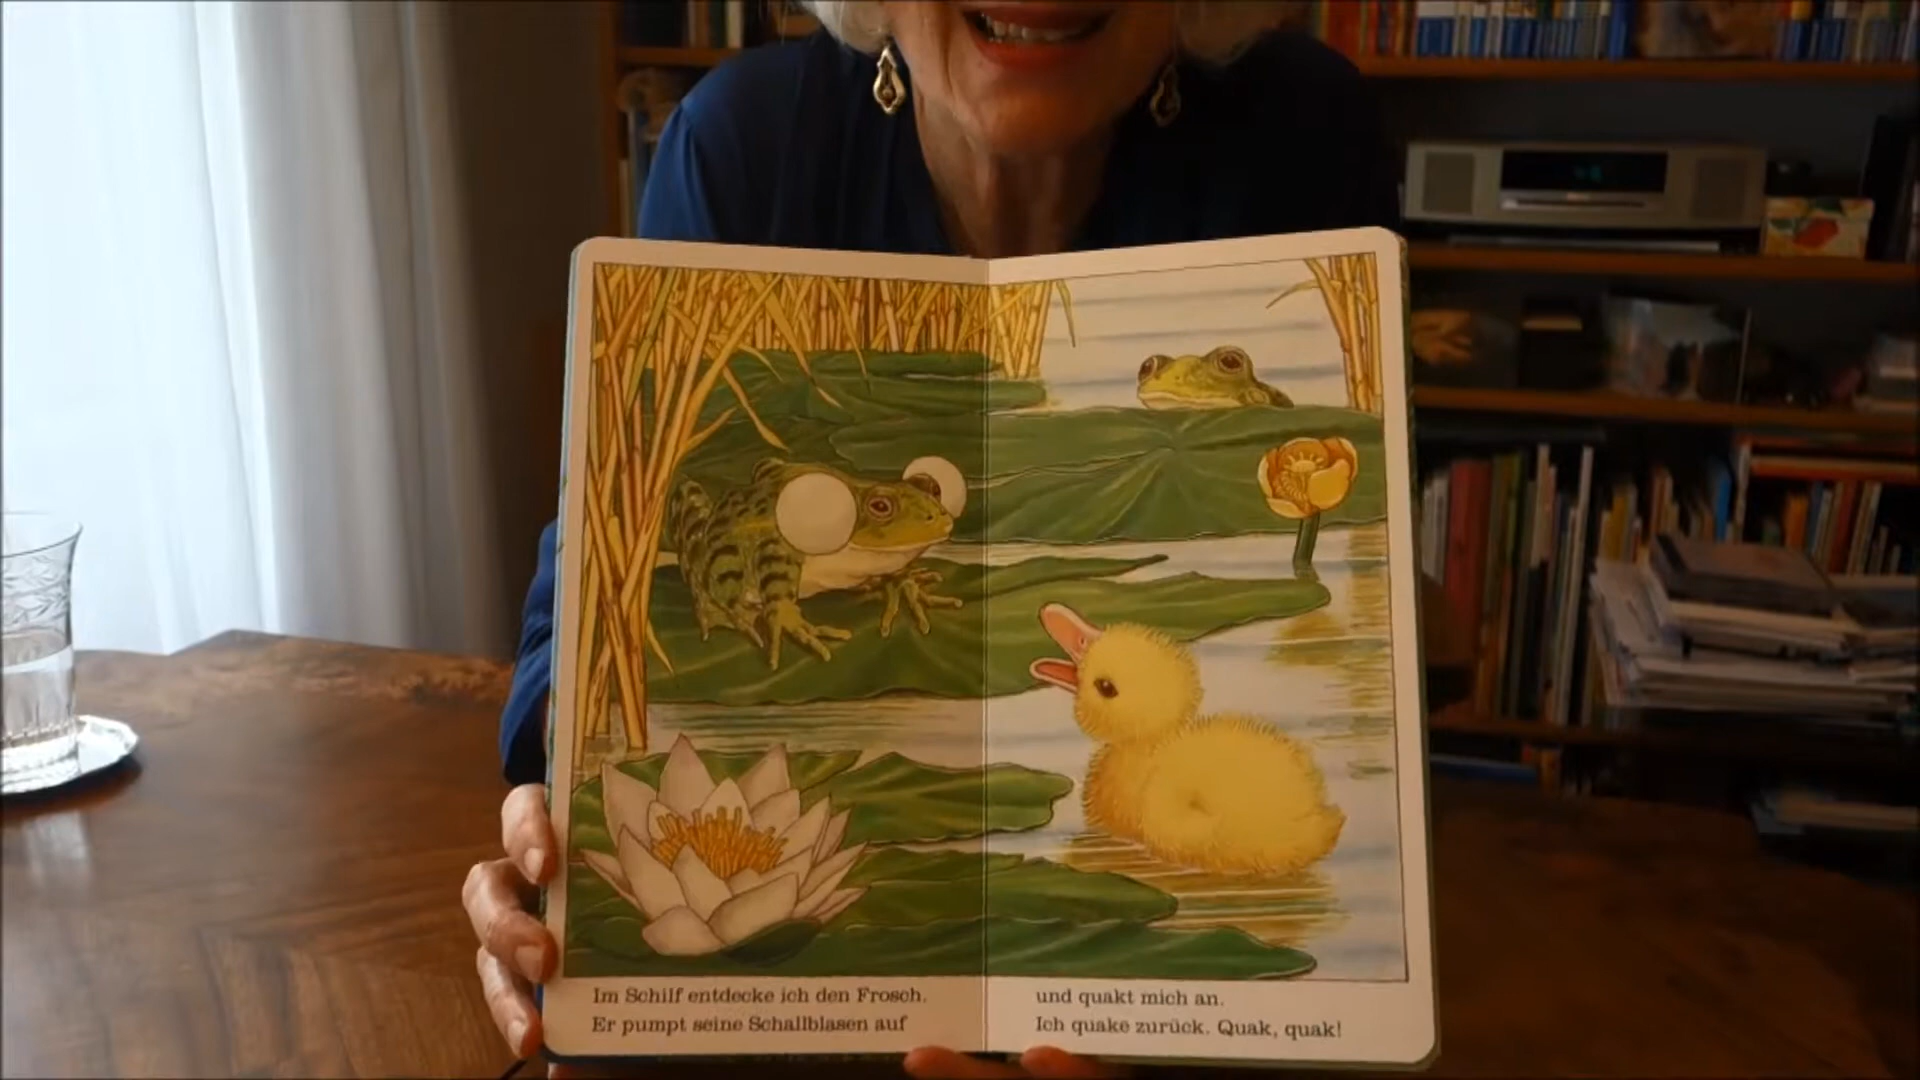 Im Schilf entdecke ich den Frosch.
Er pumpt seine Schallblasen auf
und quakt mich an.
Ich quake zurück. Quak, quak!